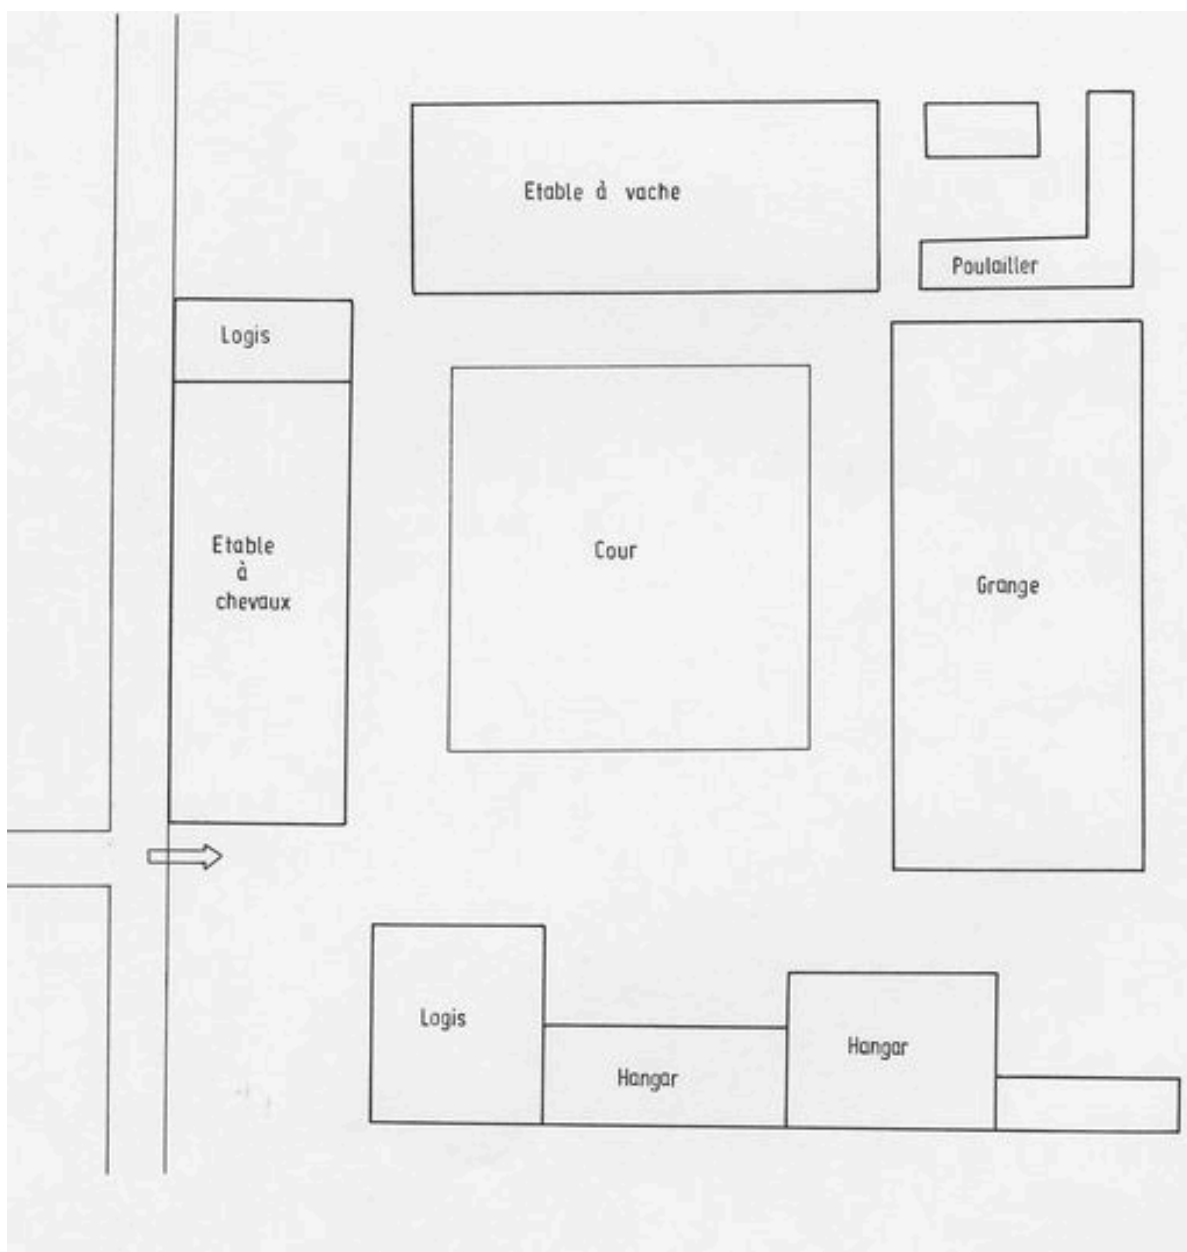 Etable à vache
Poulailler
Logis
Etable
à
chevaux
Cour
Grange
Logis
Hangar
Hangar